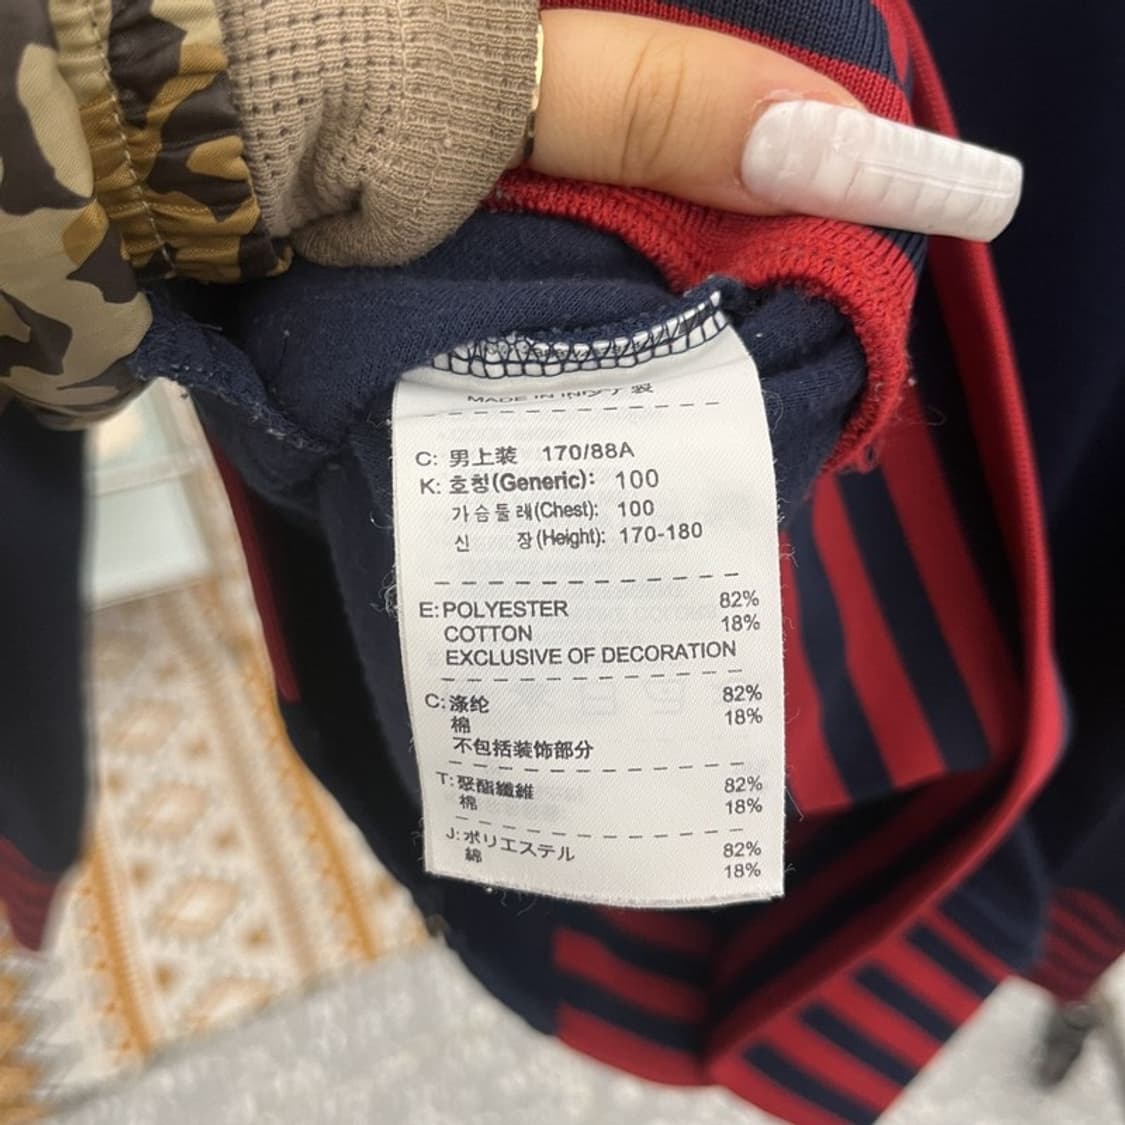 MADE IN
C: 男上装 170/88A
K: 호칭(Generic): 100
가슴둘레(Chest): 100
신 장(Height): 170-180
E: POLYESTER 82%
COTTON 18%
EXCLUSIVE OF DECORATION
C: 涤纶 82%
棉 18%
不包括装饰部分
T: 聚酯纖維 82%
棉 18%
J: ポリエステル 82%
綿 18%